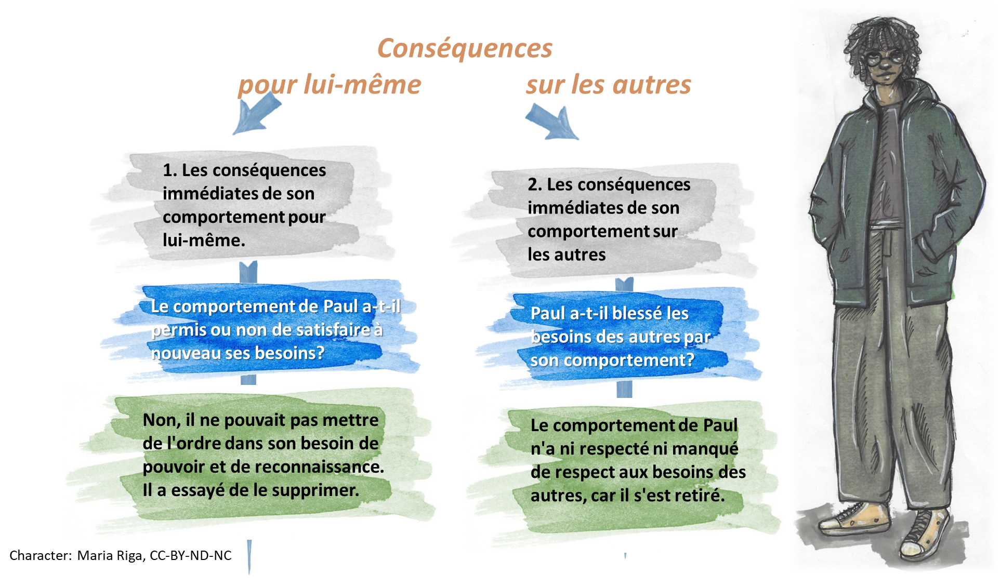 Conséquences
pour lui-même
sur les autres
1. Les conséquences
immédiates de son
comportement pour
lui-même.
Le comportement de Paul a-t-il
permis ou non de satisfaire à
nouveau ses besoins?
Non, il ne pouvait pas mettre
de l'ordre dans son besoin de
pouvoir et de reconnaissance.
Il a essayé de le supprimer.
2. Les conséquences
immédiates de son
comportement sur
les autres
Paul a-t-il blessé les
besoins des autres par
son comportement?
Le comportement de Paul
n'a ni respecté ni manqué
de respect aux besoins des
autres, car il s'est retiré.
Character: Maria Riga, CC-BY-ND-NC